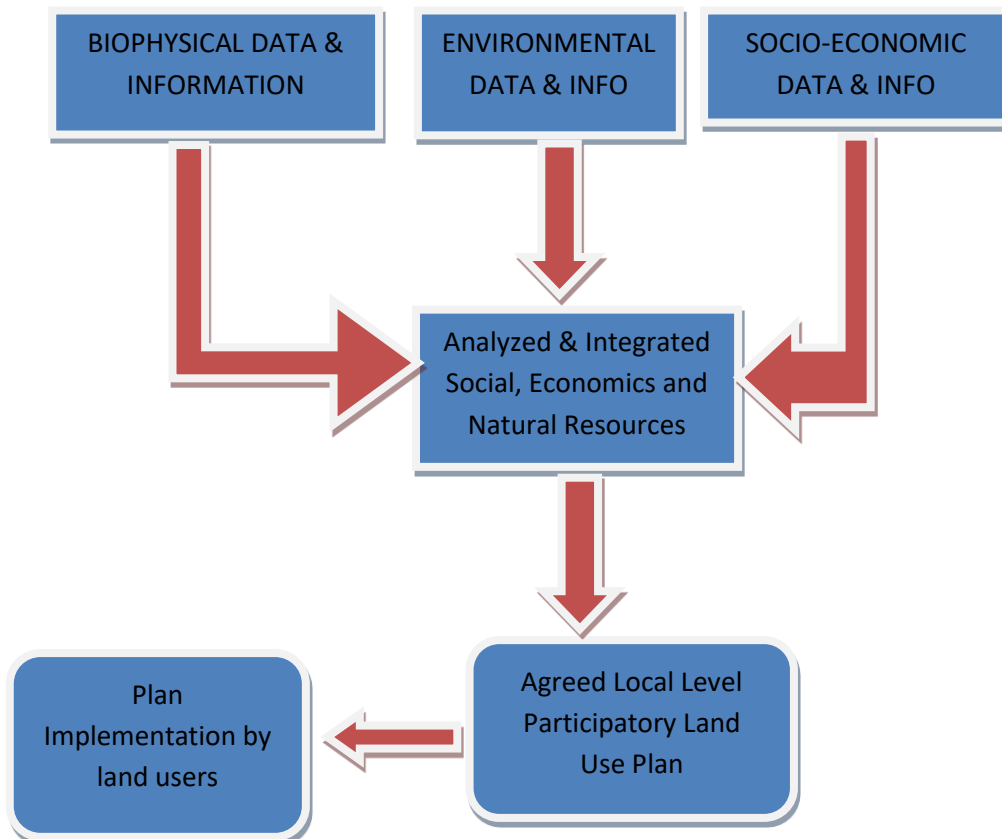 BIOPHYSICAL DATA &
INFORMATION
ENVIRONMENTAL
DATA & INFO
SOCIO-ECONOMIC
DATA & INFO
Analyzed & Integrated
Social, Economics and
Natural Resources
Agreed Local Level
Participatory Land
Use Plan
Plan
Implementation by
land users